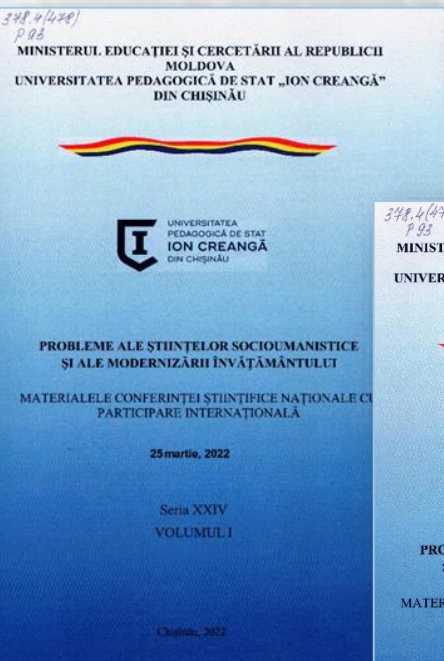 378.4(478)
P 93
MINISTERUL EDUCAȚIEI ȘI CERCETĂRII AL REPUBLICII
MOLDOVA
UNIVERSITATEA PEDAGOGICĂ DE STAT „ION CREANGĂ”
DIN CHIȘINĂU
UNIVERSITATEA
PEDAGOGICĂ DE STAT
ION CREANGĂ
DIN CHIȘINĂU
PROBLEME ALE ȘTIINȚELOR SOCIOUMANISTICE
ȘI ALE MODERNIZĂRII ÎNVĂȚĂMÂNTULUI
MATERIALELE CONFERINȚEI ȘTIINȚIFICE NAȚIONALE CU
PARTICIPARE INTERNAȚIONALĂ
25 martie, 2022
Seria XXIV
VOLUMUL I
Chișinău, 2022
378.4(47
P 93
MINIST
UNIVER
PRO
MATER